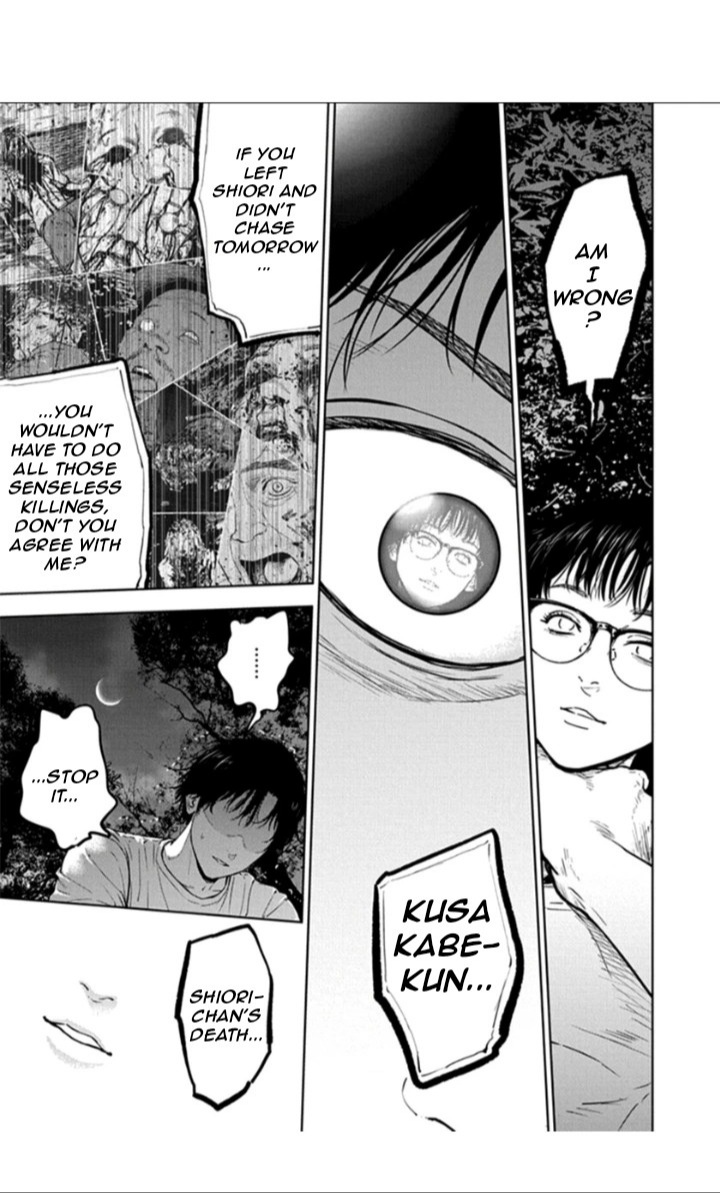 AM
I
WRONG
?
KUSA
KABE-
KUN...
IF YOU
LEFT
SHIORI AND
DIDN'T
CHASE
TOMORROW
...
...YOU
WOULDN'T
HAVE TO DO
ALL THOSE
SENSELESS
KILLINGS,
DON'T YOU
AGREE WITH
ME?
......
...STOP
IT...
SHIORI-
CHAN'S
DEATH...